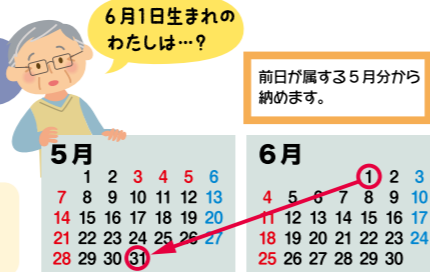 6月1日生まれの
わたしは…?
前日が属する5月分から
納めます。
5月
1 2 3 4 5 6
7 8 9 10 11 12 13
14 15 16 17 18 19 20
21 22 23 24 25 26 27
28 29 30 31
6月
1 2 3
4 5 6 7 8 9 10
11 12 13 14 15 16 17
18 19 20 21 22 23 24
25 26 27 28 29 30